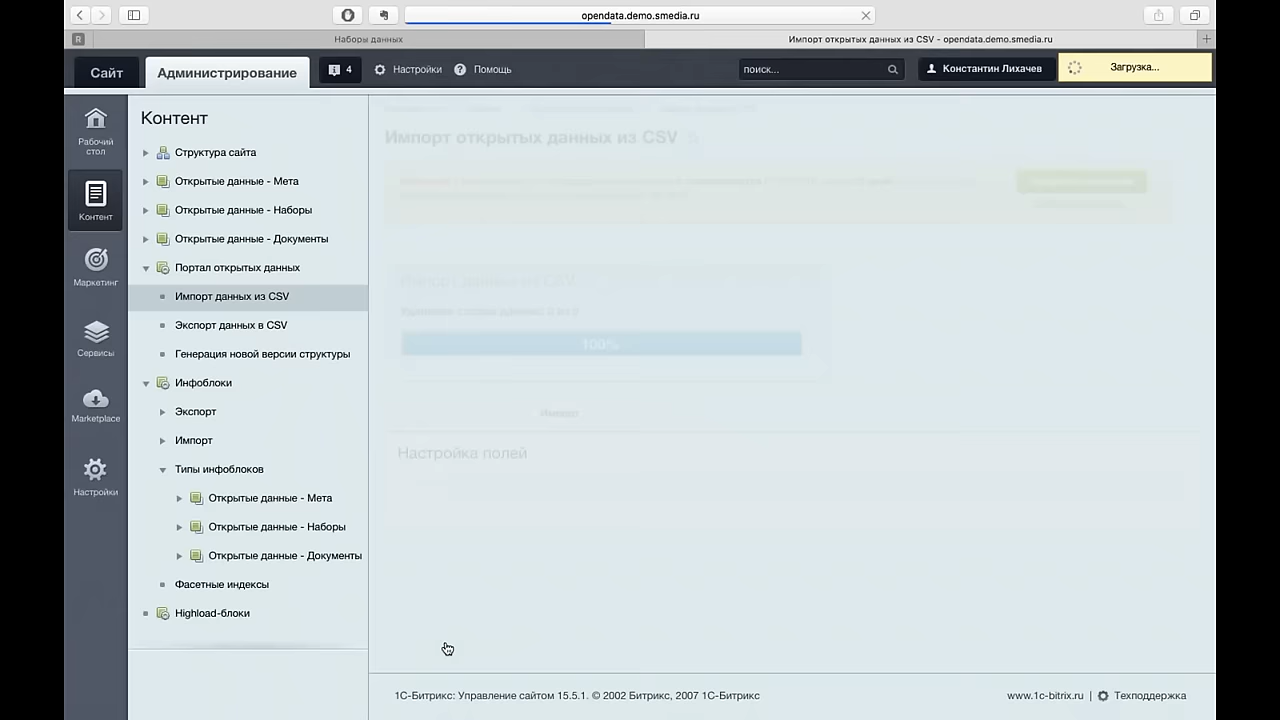 opendata.demo.smedia.ru
R
Наборы данных
Импорт открытых данных из CSV - opendata.demo.smedia.ru
Сайт
Администрирование
4
Настройки
Помощь
поиск...
Константин Лихачев
Загрузка...
Рабочий
стол
Контент
Маркетинг
Сервисы
Marketplace
Настройки
Контент
Структура сайта
Открытые данные - Мета
Открытые данные - Наборы
Открытые данные - Документы
Портал открытых данных
Импорт данных из CSV
Экспорт данных в CSV
Генерация новой версии структуры
Инфоблоки
Экспорт
Импорт
Типы инфоблоков
Открытые данные - Мета
Открытые данные - Наборы
Открытые данные - Документы
Фасетные индексы
Highload-блоки
Импорт открытых данных из CSV
Импорт данных из CSV
100%
Импорт
Настройка полей
1С-Битрикс: Управление сайтом 15.5.1. © 2002 Битрикс, 2007 1С-Битрикс
www.1c-bitrix.ru | Техподдержка